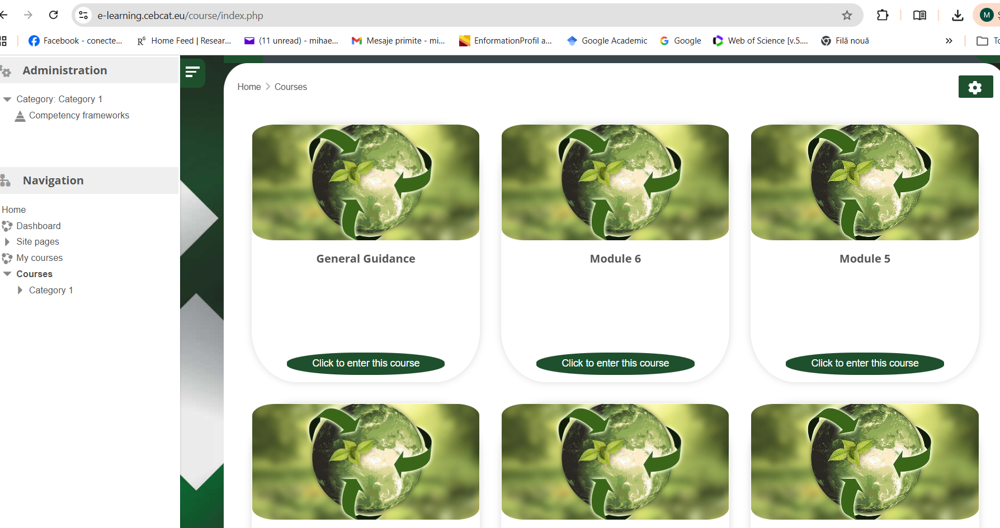 e-learning.cebcat.eu/course/index.php
M
Facebook - conecte...
RG Home Feed | Resear...
(11 unread) - mihae...
Mesaje primite - mi...
EnformationProfil a...
Google Academic
Google
Web of Science [v.5....
Filă nouă
»
Administration
Category: Category 1
Competency frameworks
Navigation
Home
Dashboard
Site pages
My courses
Courses
Category 1
Home > Courses
General Guidance
Click to enter this course
Module 6
Click to enter this course
Module 5
Click to enter this course